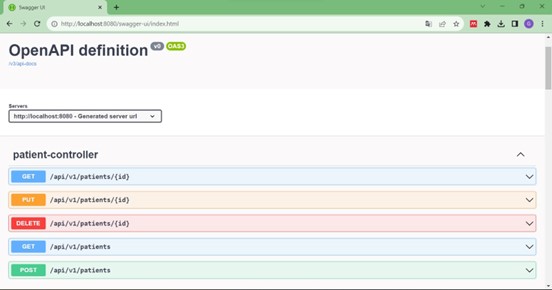 Swagger UI
http://localhost:8080/swagger-ui/index.html
G
OpenAPI definition v0 OAS3
/v3/api-docs
Servers
http://localhost:8080 - Generated server url
patient-controller
GET /api/v1/patients/{id}
PUT /api/v1/patients/{id}
DELETE /api/v1/patients/{id}
GET /api/v1/patients
POST /api/v1/patients